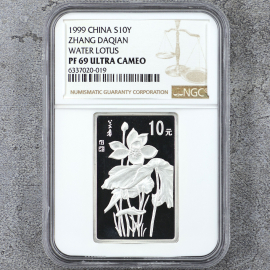 1999 CHINA S10Y
ZHANG DAQIAN
WATER LOTUS
PF 69 ULTRA CAMEO
6337020-019
NUMISMATIC GUARANTY CORPORATION
NGC
10元